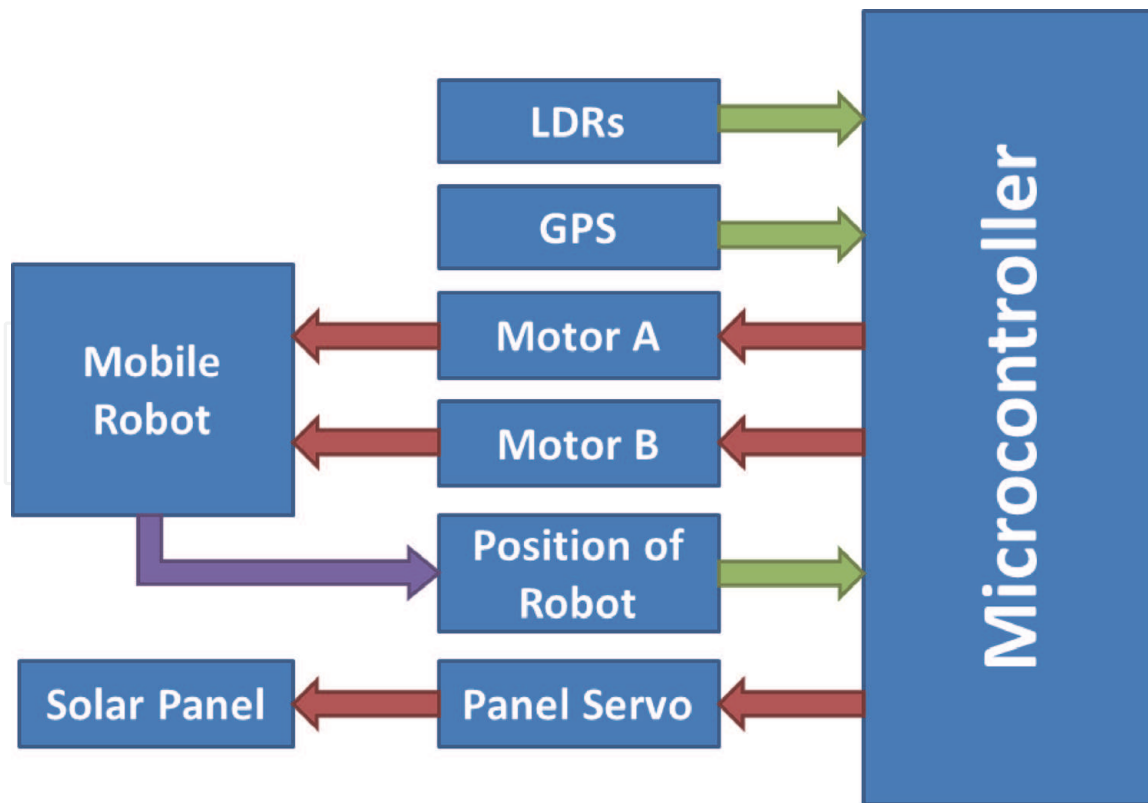 LDRs
GPS
Motor A
Mobile
Robot
Motor B
Position of
Robot
Solar Panel
Panel Servo
Microcontroller